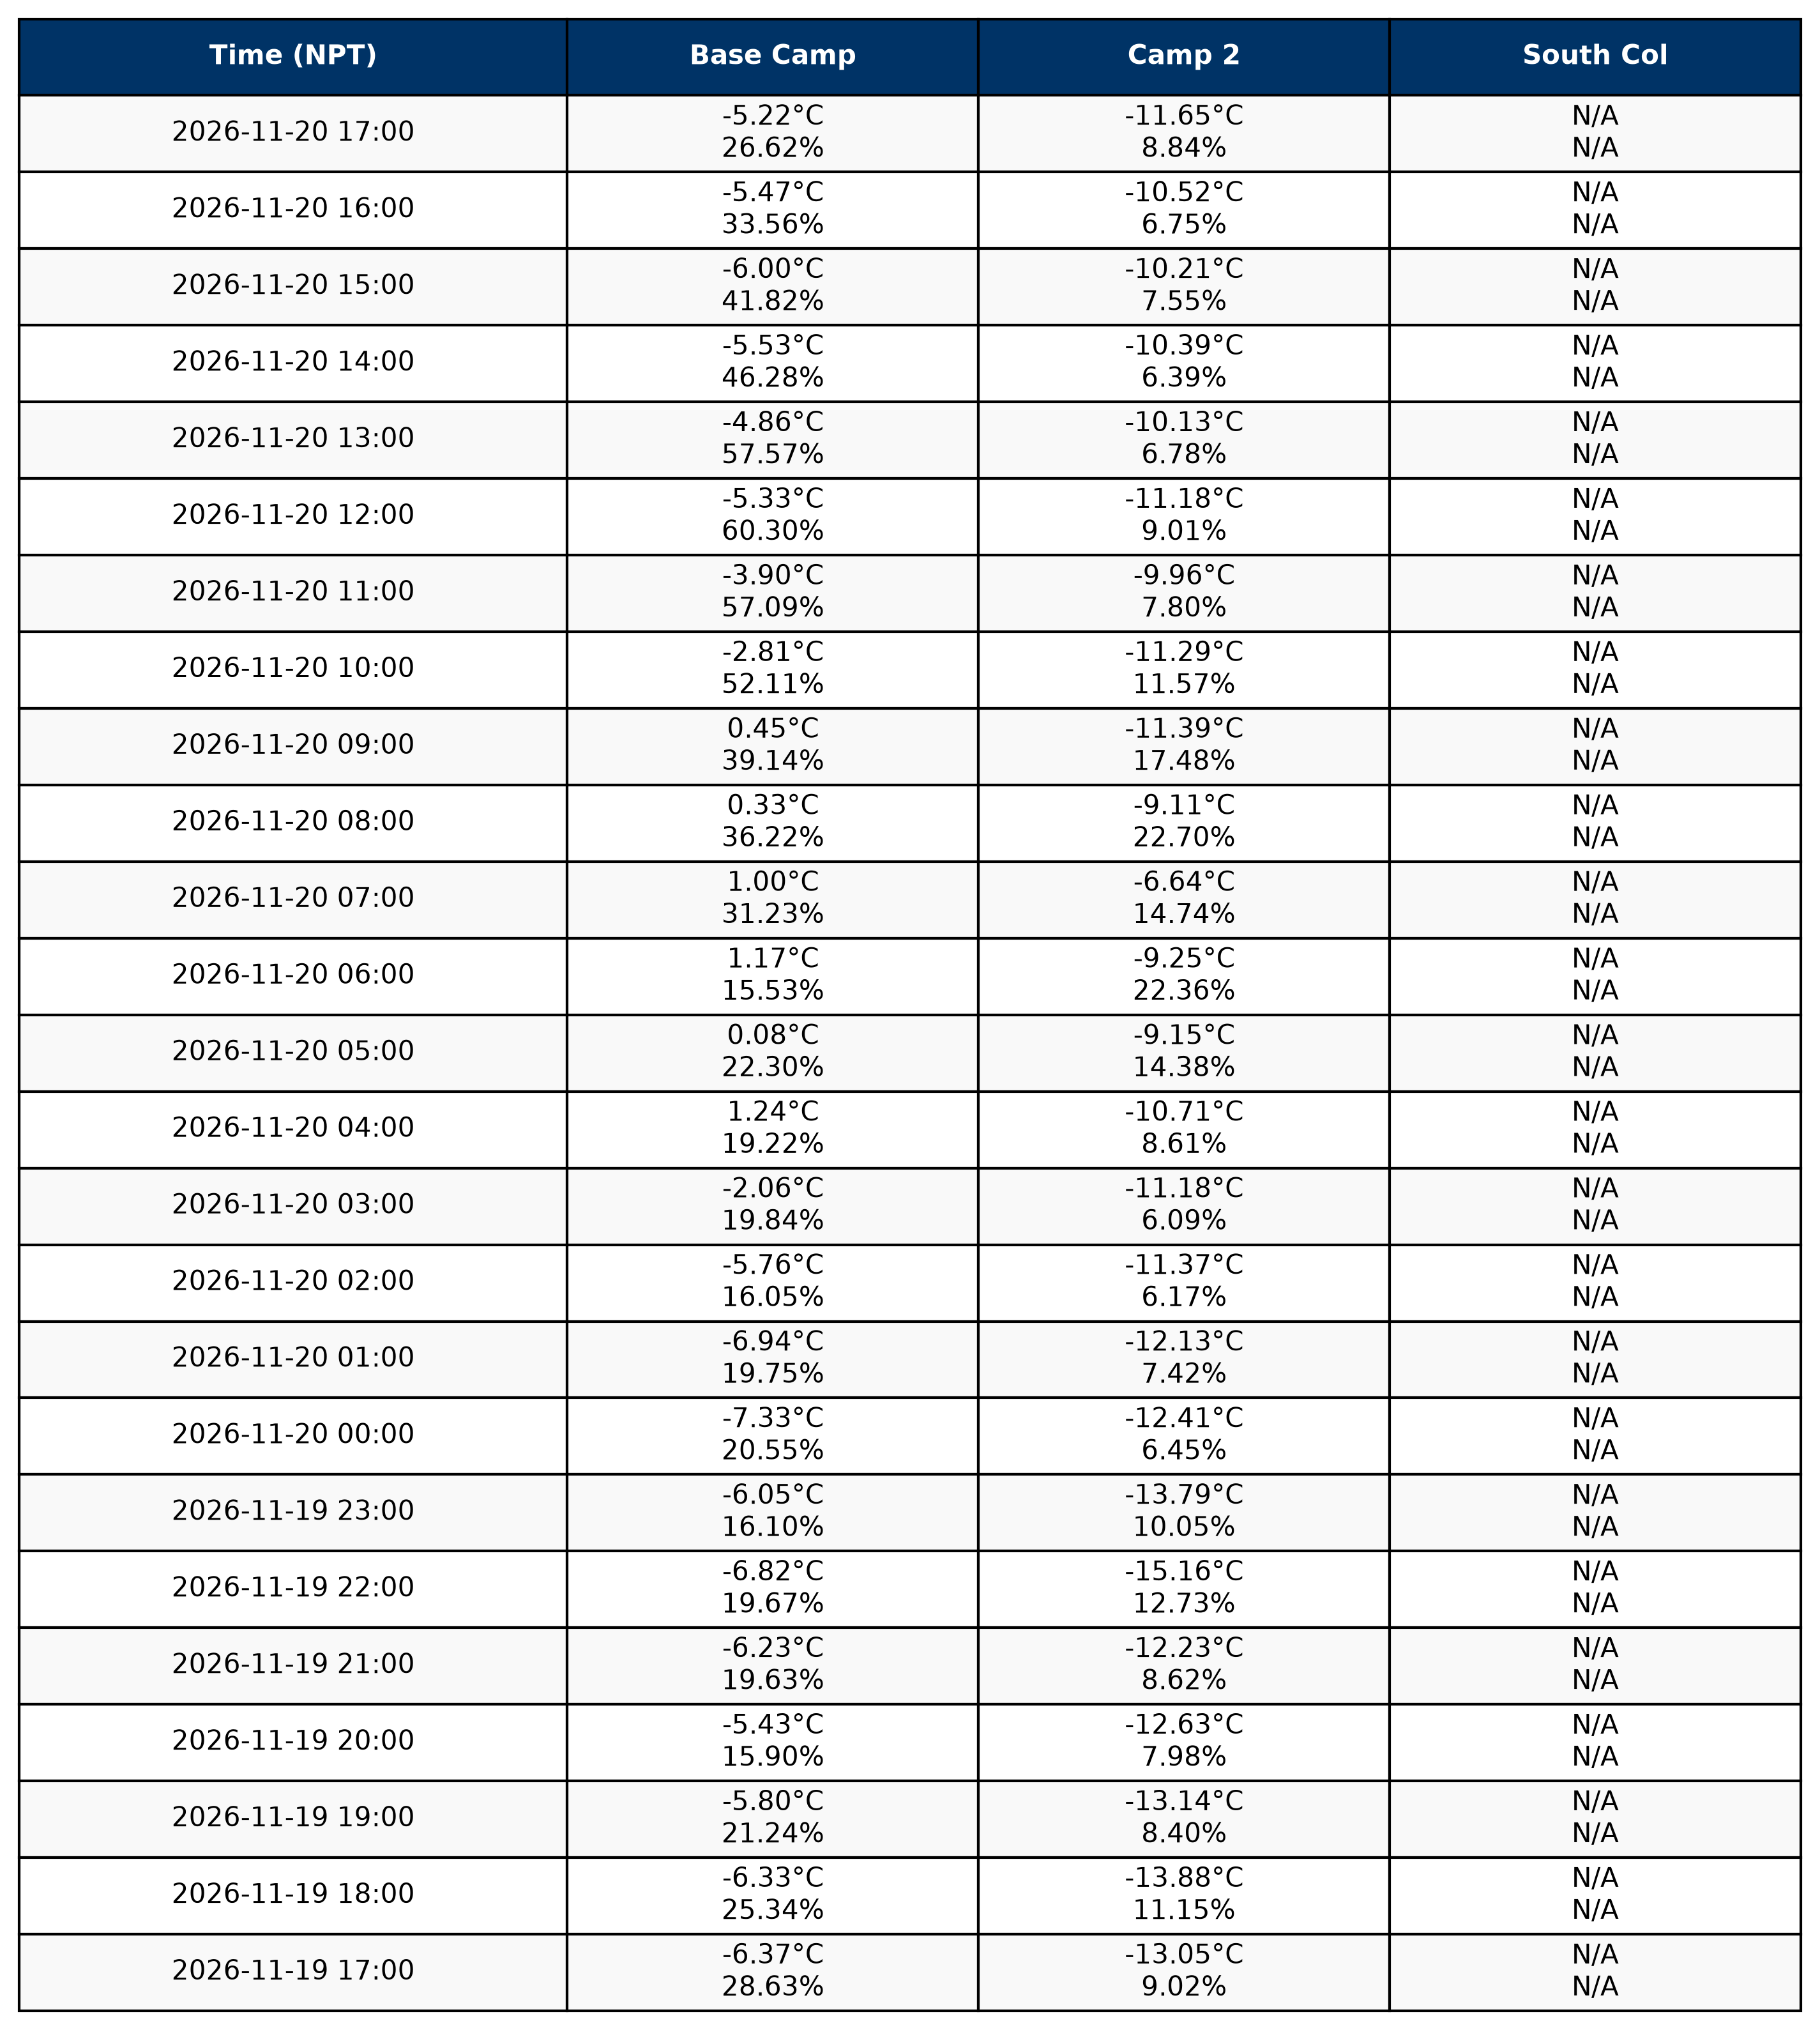 Time (NPT) Base Camp Camp 2 South Col
2026-11-20 17:00
-5.22°C
26.62%
-11.65°C
8.84%
N/A
N/A
2026-11-20 16:00
-5.47°C
33.56%
-10.52°C
6.75%
N/A
N/A
2026-11-20 15:00
-6.00°C
41.82%
-10.21°C
7.55%
N/A
N/A
2026-11-20 14:00
-5.53°C
46.28%
-10.39°C
6.39%
N/A
N/A
2026-11-20 13:00
-4.86°C
57.57%
-10.13°C
6.78%
N/A
N/A
2026-11-20 12:00
-5.33°C
60.30%
-11.18°C
9.01%
N/A
N/A
2026-11-20 11:00
-3.90°C
57.09%
-9.96°C
7.80%
N/A
N/A
2026-11-20 10:00
-2.81°C
52.11%
-11.29°C
11.57%
N/A
N/A
2026-11-20 09:00
0.45°C
39.14%
-11.39°C
17.48%
N/A
N/A
2026-11-20 08:00
0.33°C
36.22%
-9.11°C
22.70%
N/A
N/A
2026-11-20 07:00
1.00°C
31.23%
-6.64°C
14.74%
N/A
N/A
2026-11-20 06:00
1.17°C
15.53%
-9.25°C
22.36%
N/A
N/A
2026-11-20 05:00
0.08°C
22.30%
-9.15°C
14.38%
N/A
N/A
2026-11-20 04:00
1.24°C
19.22%
-10.71°C
8.61%
N/A
N/A
2026-11-20 03:00
-2.06°C
19.84%
-11.18°C
6.09%
N/A
N/A
2026-11-20 02:00
-5.76°C
16.05%
-11.37°C
6.17%
N/A
N/A
2026-11-20 01:00
-6.94°C
19.75%
-12.13°C
7.42%
N/A
N/A
2026-11-20 00:00
-7.33°C
20.55%
-12.41°C
6.45%
N/A
N/A
2026-11-19 23:00
-6.05°C
16.10%
-13.79°C
10.05%
N/A
N/A
2026-11-19 22:00
-6.82°C
19.67%
-15.16°C
12.73%
N/A
N/A
2026-11-19 21:00
-6.23°C
19.63%
-12.23°C
8.62%
N/A
N/A
2026-11-19 20:00
-5.43°C
15.90%
-12.63°C
7.98%
N/A
N/A
2026-11-19 19:00
-5.80°C
21.24%
-13.14°C
8.40%
N/A
N/A
2026-11-19 18:00
-6.33°C
25.34%
-13.88°C
11.15%
N/A
N/A
2026-11-19 17:00
-6.37°C
28.63%
-13.05°C
9.02%
N/A
N/A